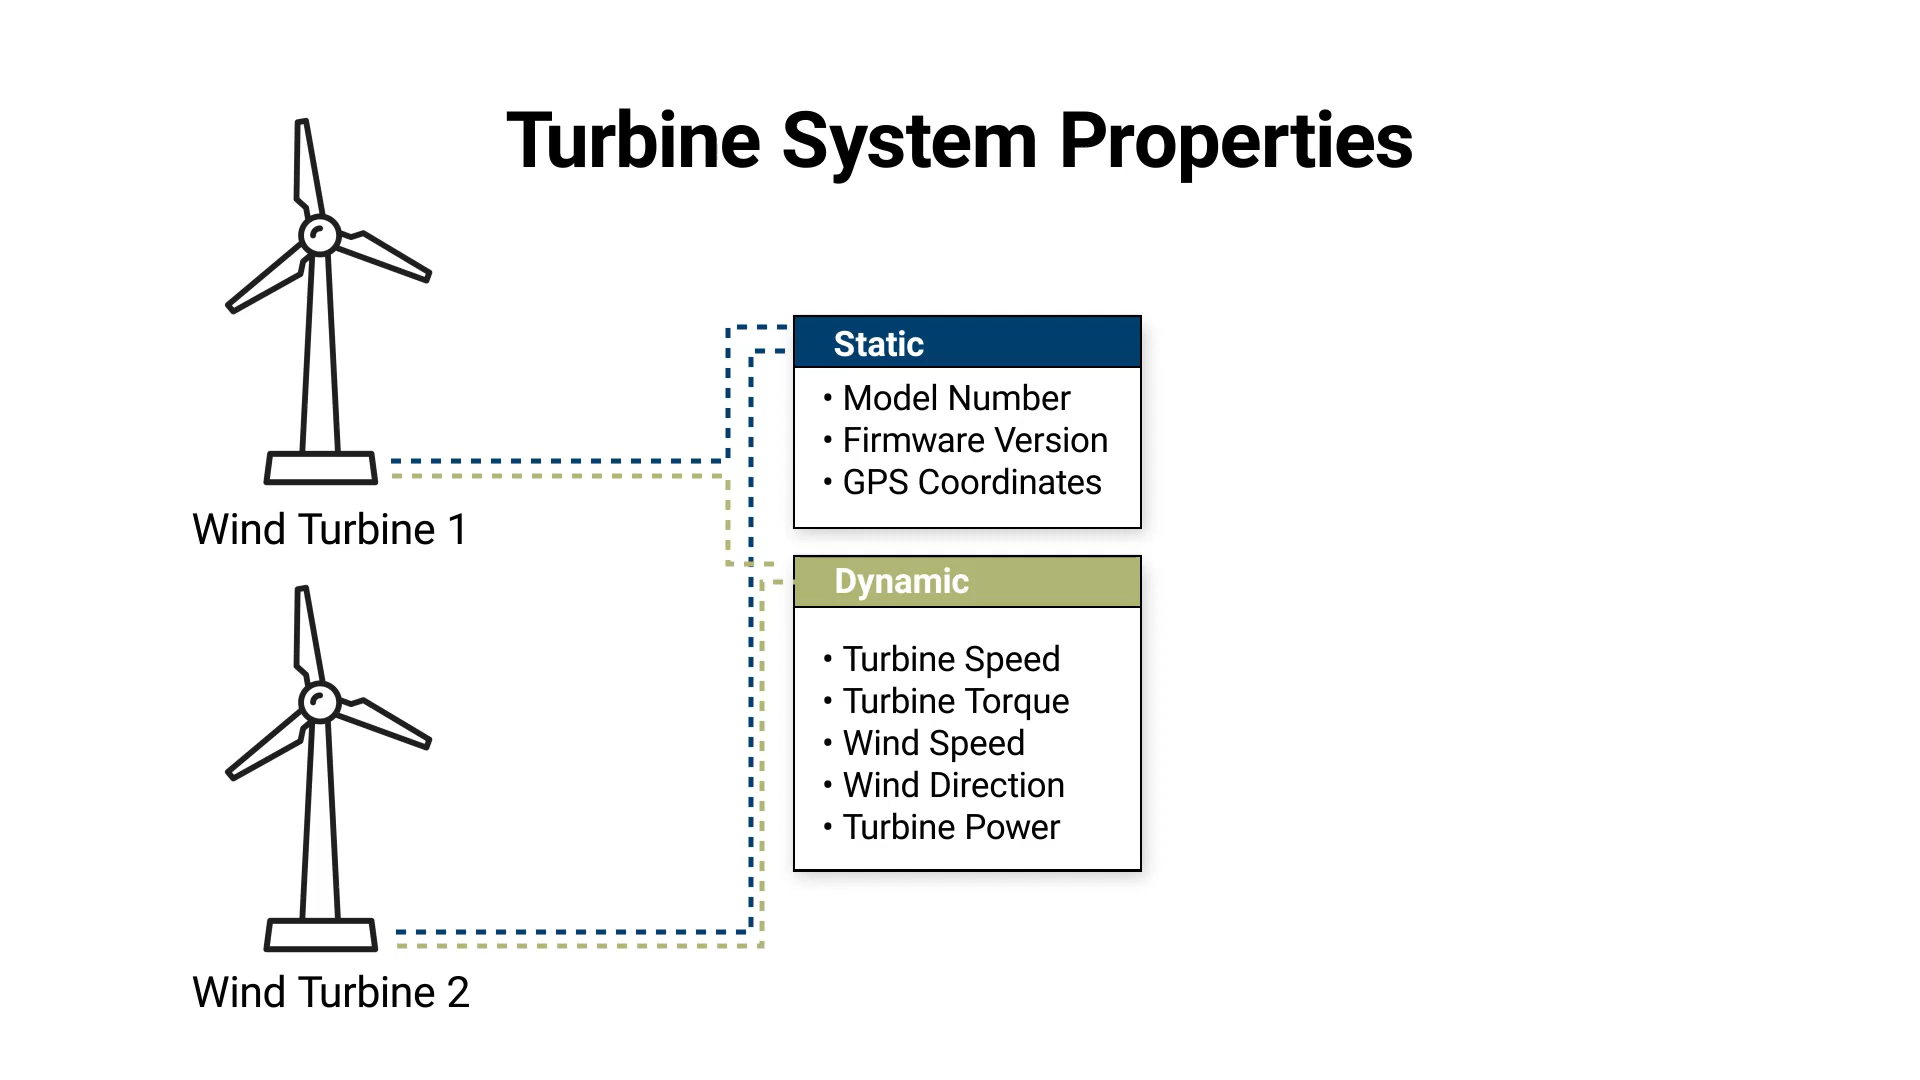 Turbine System Properties
Wind Turbine 1
Wind Turbine 2
Static
• Model Number
• Firmware Version
• GPS Coordinates
Dynamic
• Turbine Speed
• Turbine Torque
• Wind Speed
• Wind Direction
• Turbine Power